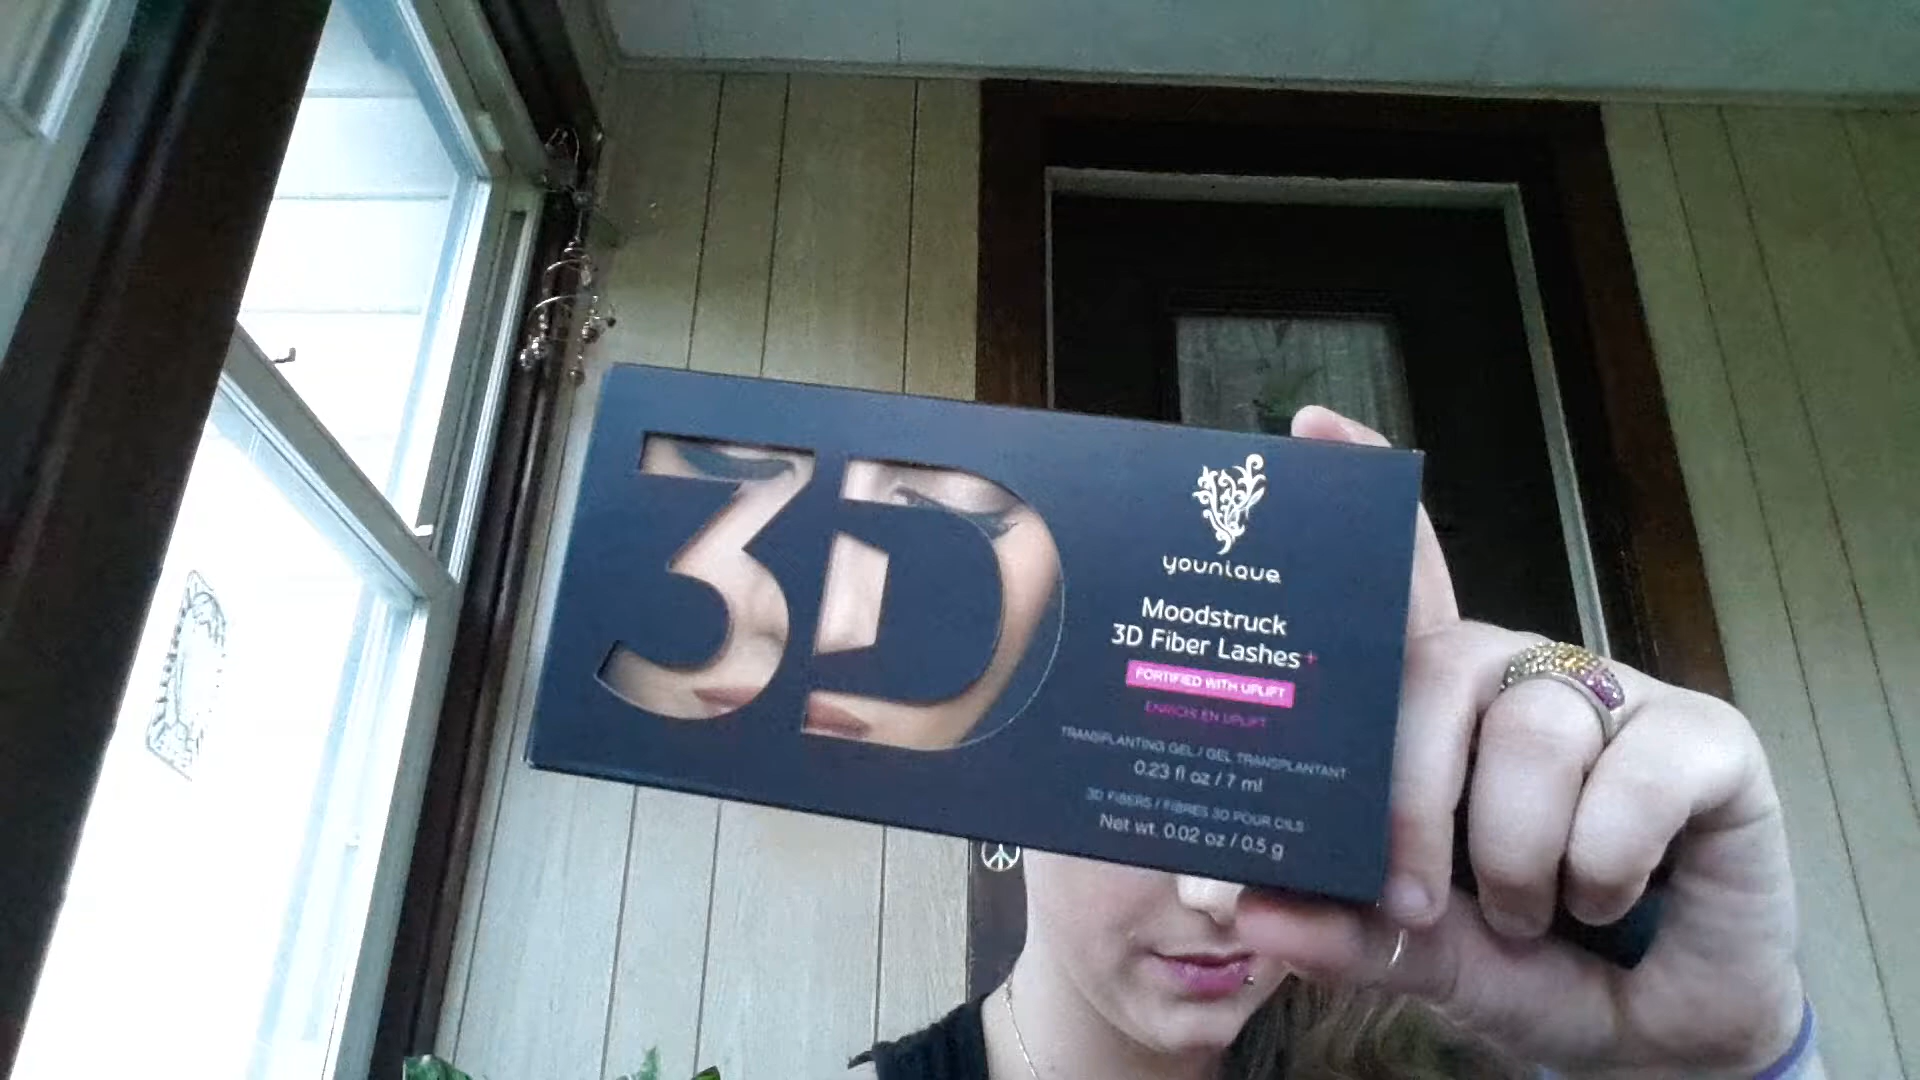 3D
younique
Moodstruck
3D Fiber Lashes+
FORTIFIED WITH UPLIFT
ENRICHI EN UPLIFT
TRANSPLANTING GEL / GEL TRANSPLANTANT
0.23 fl oz / 7 ml
3D FIBERS / FIBRES 3D POUR CILS
Net wt. 0.02 oz / 0.5 g